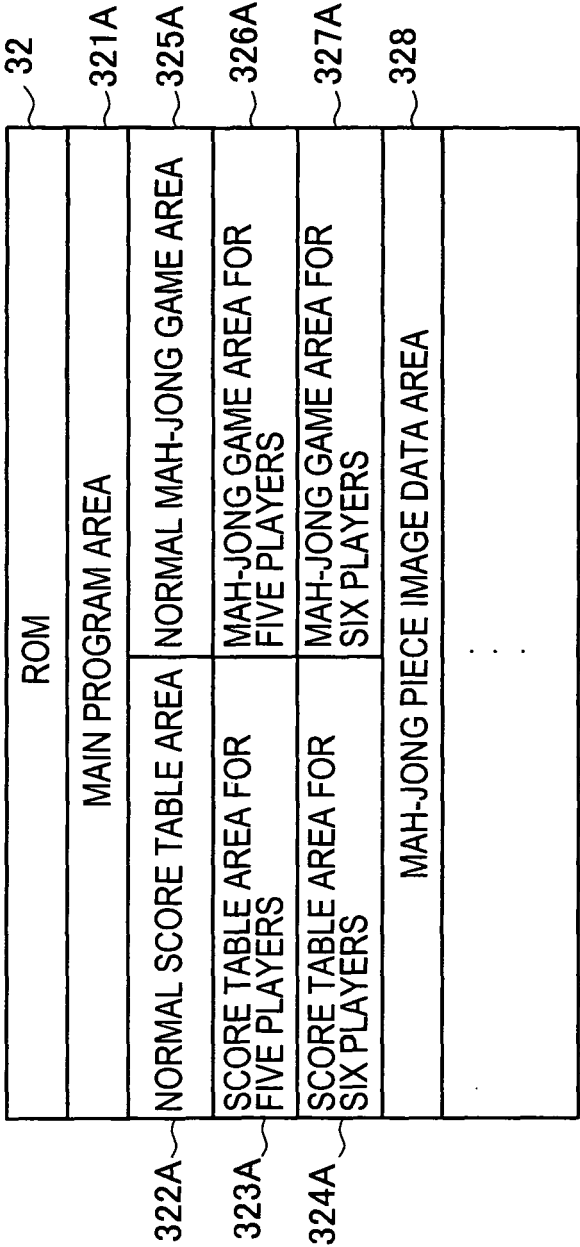 ROM
32
MAIN PROGRAM AREA
321A
322A
NORMAL SCORE TABLE AREA
NORMAL MAH-JONG GAME AREA
325A
323A
SCORE TABLE AREA FOR
FIVE PLAYERS
MAH-JONG GAME AREA FOR
FIVE PLAYERS
326A
324A
SCORE TABLE AREA FOR
SIX PLAYERS
MAH-JONG GAME AREA FOR
SIX PLAYERS
327A
MAH-JONG PIECE IMAGE DATA AREA
328
. . .